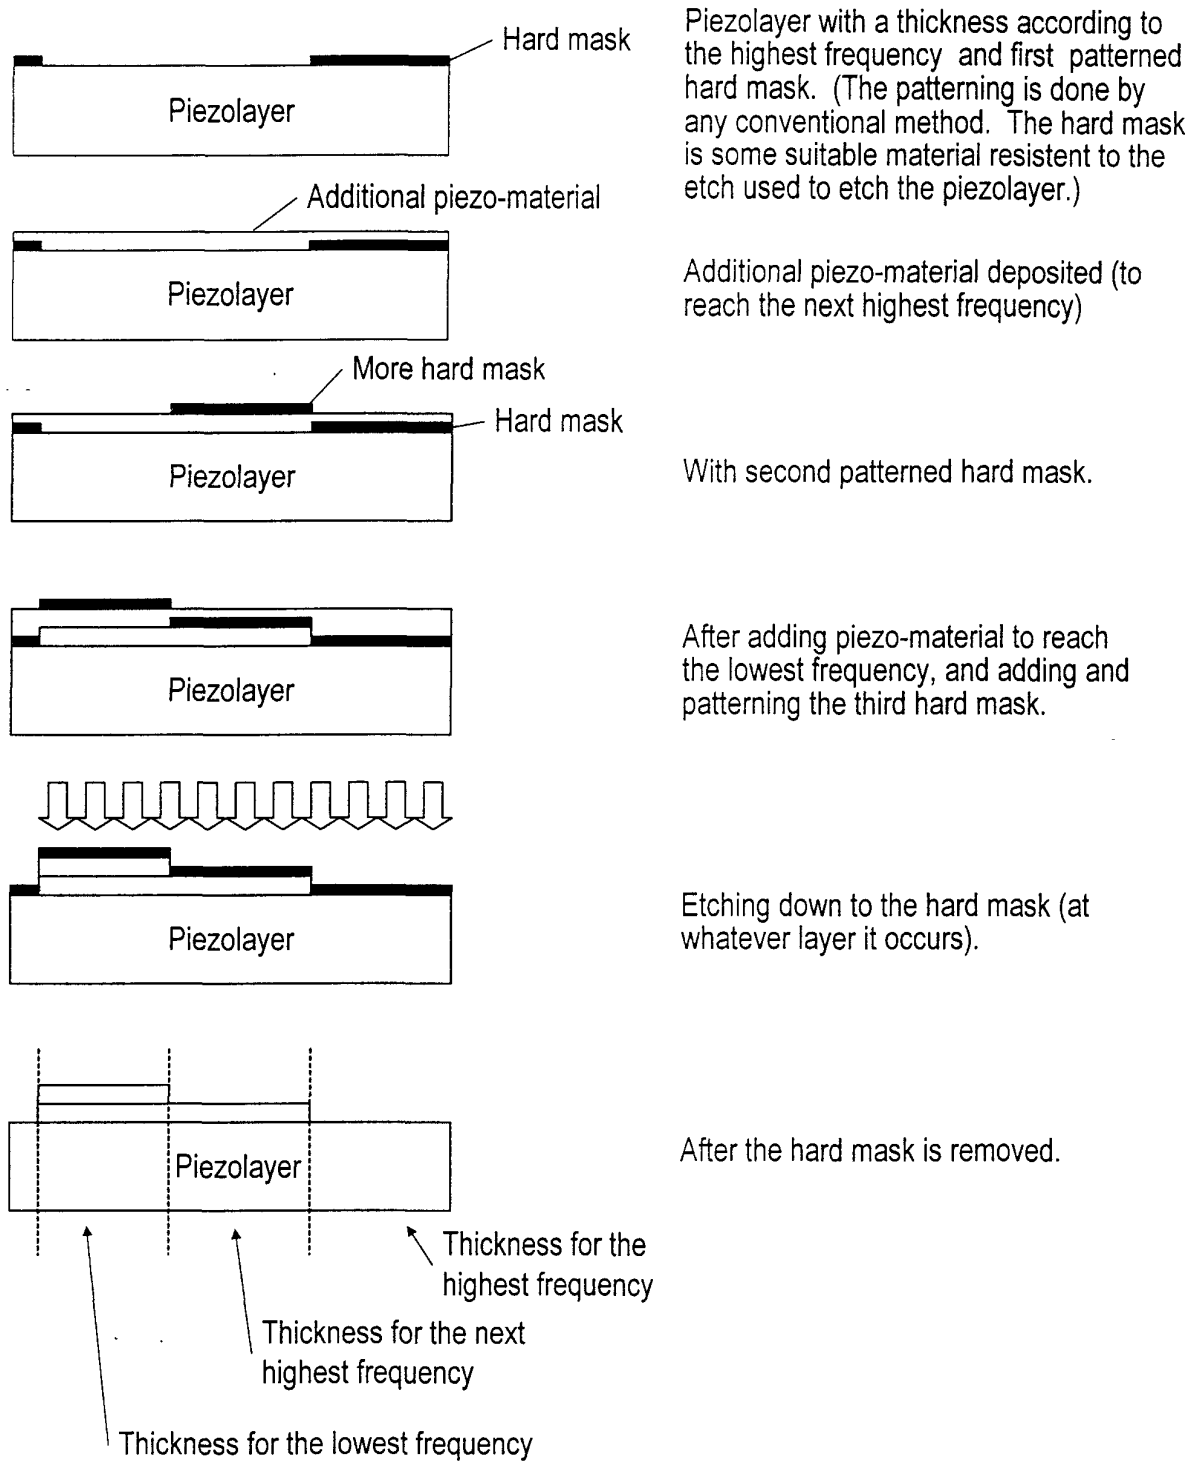 Hard mask
Piezolayer
Piezolayer with a thickness according to
the highest frequency and first patterned
hard mask. (The patterning is done by
any conventional method. The hard mask
is some suitable material resistent to the
etch used to etch the piezolayer.)
Additional piezo-material
Piezolayer
Additional piezo-material deposited (to
reach the next highest frequency)
More hard mask
Hard mask
Piezolayer
With second patterned hard mask.
Piezolayer
After adding piezo-material to reach
the lowest frequency, and adding and
patterning the third hard mask.
Piezolayer
Etching down to the hard mask (at
whatever layer it occurs).
Piezolayer
After the hard mask is removed.
Thickness for the
highest frequency
Thickness for the next
highest frequency
Thickness for the lowest frequency